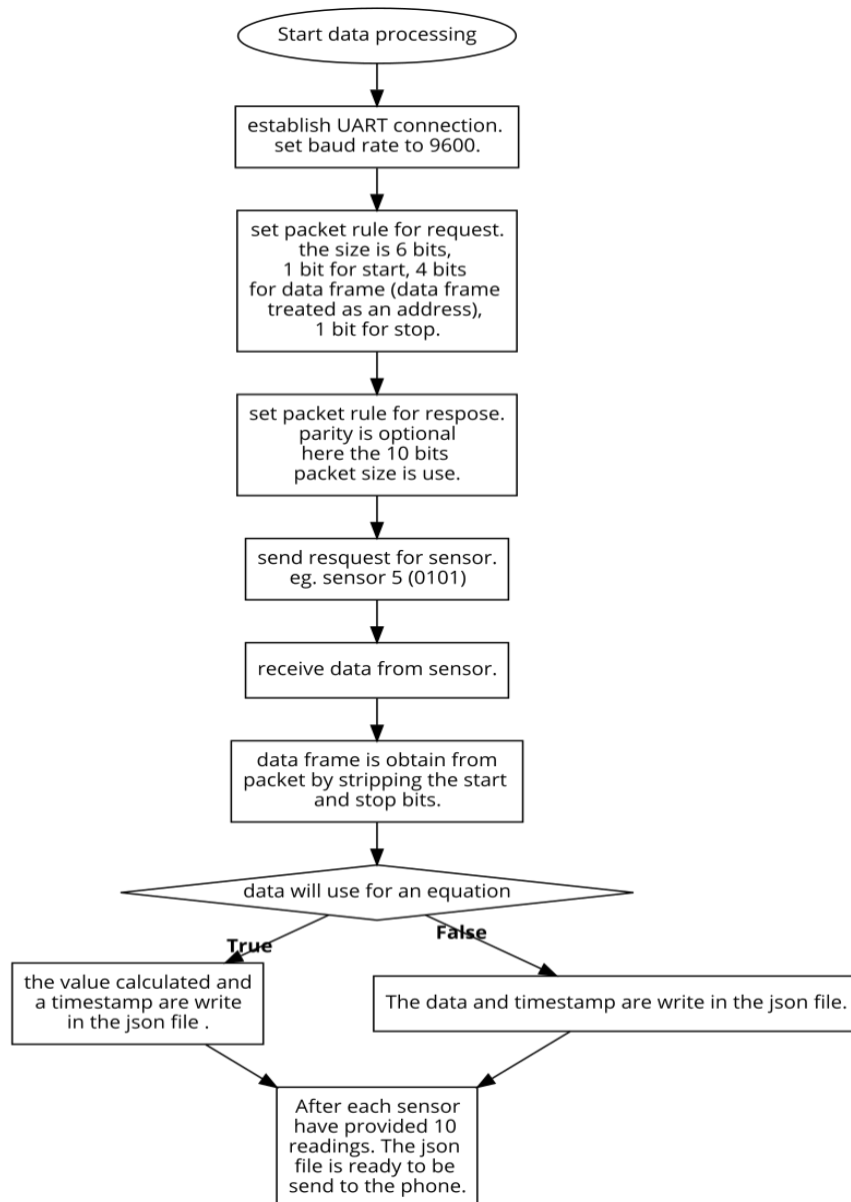 Start data processing
establish UART connection.
set baud rate to 9600.
set packet rule for request.
the size is 6 bits,
1 bit for start, 4 bits
for data frame (data frame
treated as an address),
1 bit for stop.
set packet rule for respose.
parity is optional
here the 10 bits
packet size is use.
send resquest for sensor.
eg. sensor 5 (0101)
receive data from sensor.
data frame is obtain from
packet by stripping the start
and stop bits.
data will use for an equation
True
False
the value calculated and
a timestamp are write
in the json file .
The data and timestamp are write in the json file.
After each sensor
have provided 10
readings. The json
file is ready to be
send to the phone.